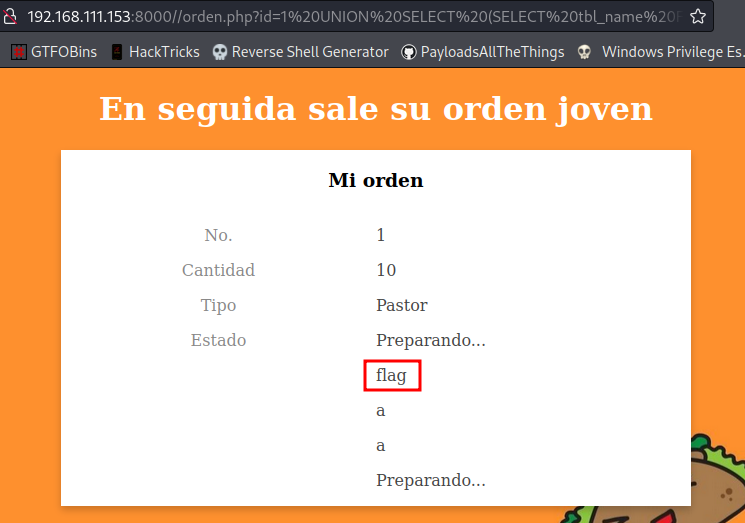 192.168.111.153:8000//orden.php?id=1%20UNION%20SELECT%20(SELECT%20tbl_name%20
GTFOBins HackTricks Reverse Shell Generator PayloadsAllTheThings Windows Privilege Es.
En seguida sale su orden joven
Mi orden
No. 1
Cantidad 10
Tipo Pastor
Estado Preparando...
flag
a
a
Preparando...